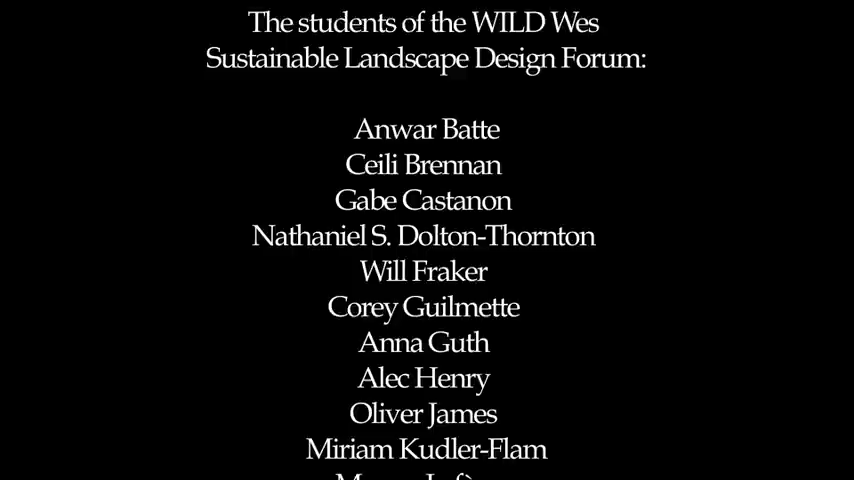 The students of the WILD Wes
Sustainable Landscape Design Forum:
Anwar Batte
Ceili Brennan
Gabe Castanon
Nathaniel S. Dolton-Thornton
Will Fraker
Corey Guilmette
Anna Guth
Alec Henry
Oliver James
Miriam Kudler-Flam